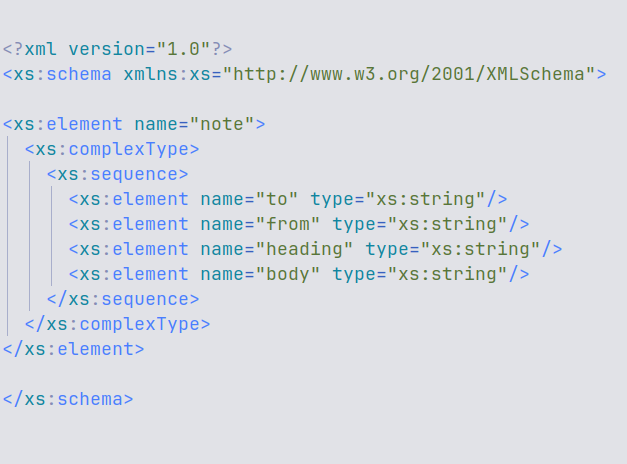 <?xml version="1.0"?>
<xs:schema xmlns:xs="http://www.w3.org/2001/XMLSchema">

<xs:element name="note">
  <xs:complexType>
    <xs:sequence>
      <xs:element name="to" type="xs:string"/>
      <xs:element name="from" type="xs:string"/>
      <xs:element name="heading" type="xs:string"/>
      <xs:element name="body" type="xs:string"/>
    </xs:sequence>
  </xs:complexType>
</xs:element>

</xs:schema>